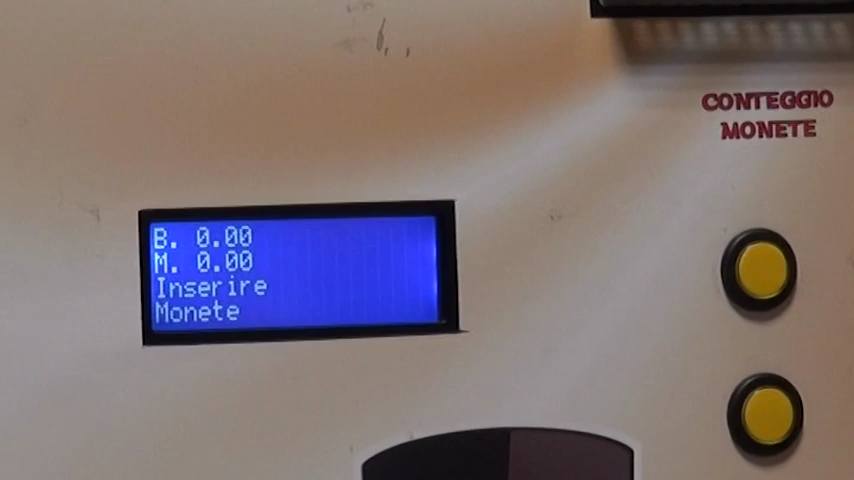 CONTEGGIO
MONETE
B. 0.00
M. 0.00
Inserire
Monete